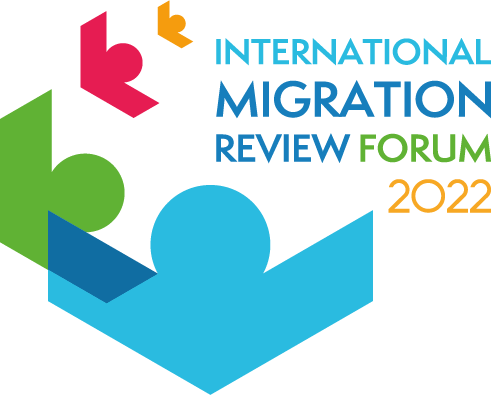 INTERNATIONAL
MIGRATION
REVIEW FORUM
2022